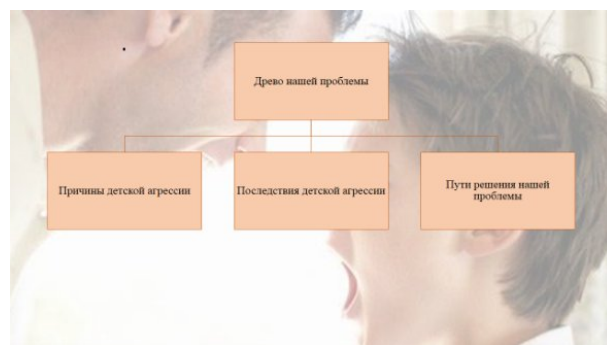 Древо нашей проблемы
Причины детской агрессии
Последствия детской агрессии
Пути решения нашей
проблемы